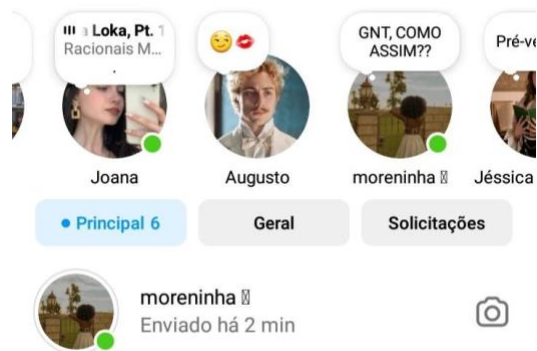 Loka, Pt. 1
Racionais M...
GNT, COMO
ASSIM??
Pré-ve
Joana
Augusto
moreninha
Jéssica
Principal 6
Geral
Solicitações
moreninha
Enviado há 2 min